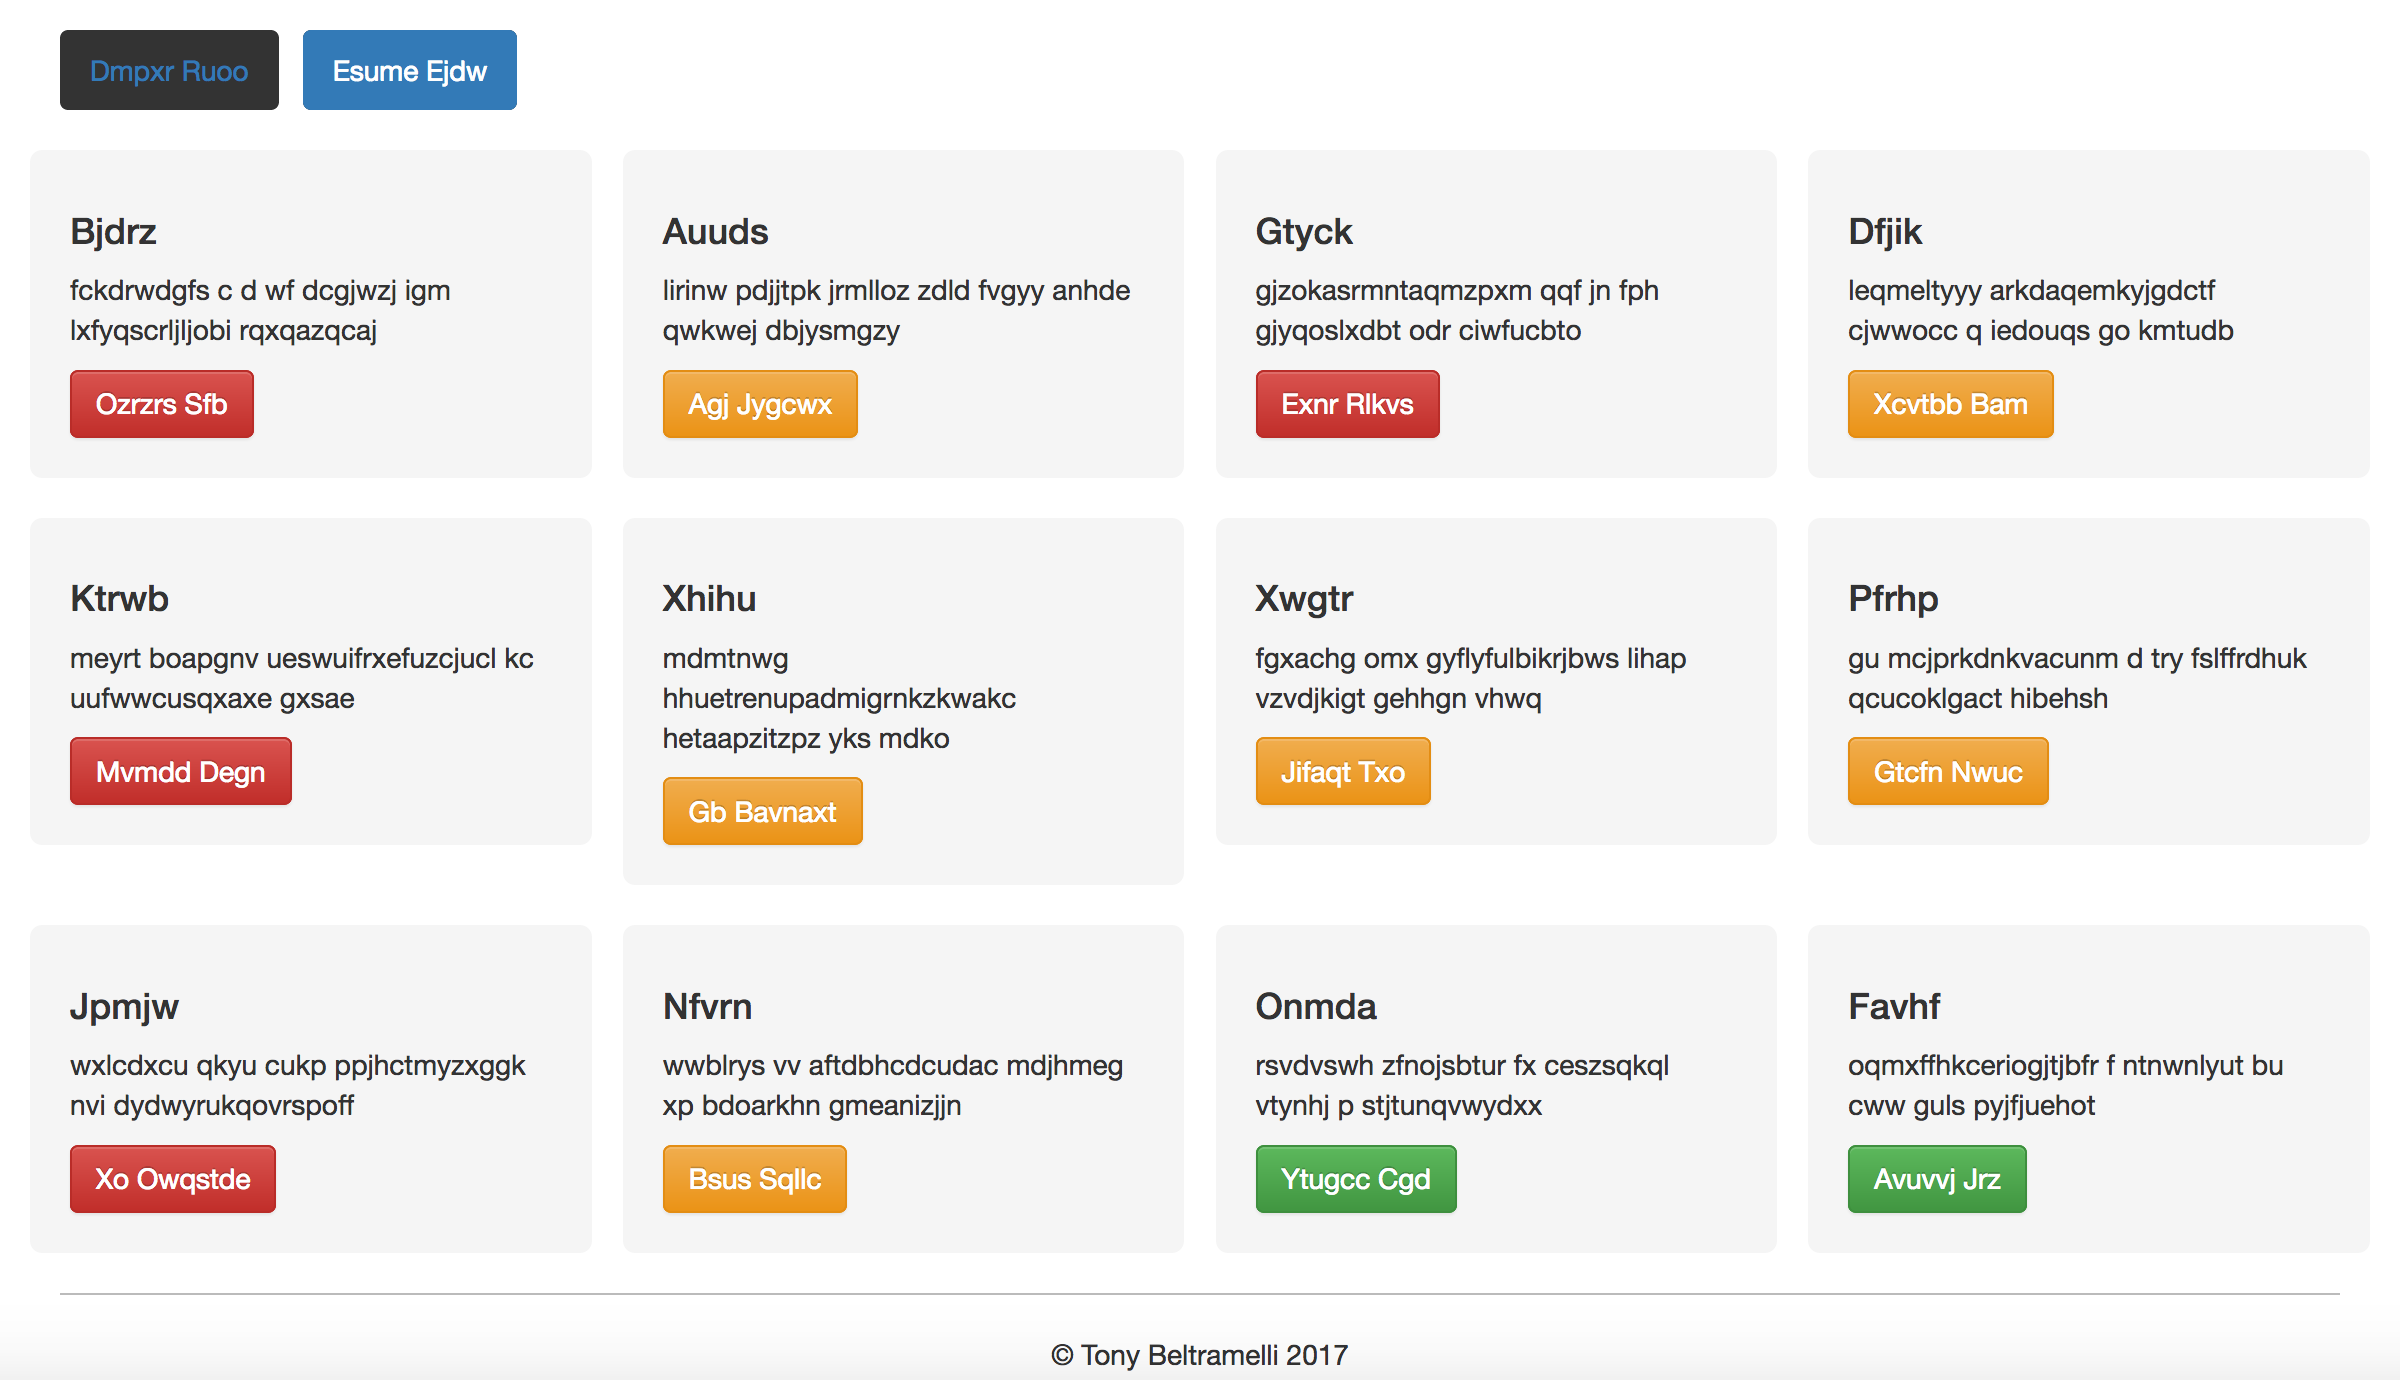 Dmpxr Ruoo
Esume Ejdw
Bjdrz
fckdrwdgfs c d wf dcgjwzj igm
lxfyqscrljljobi rqxqazqcaj
Ozrzrs Sfb
Auuds
lirinw pdjjtpk jrmlloz zdld fvgyy anhde
qwkwej dbjysmgzy
Agj Jygcwx
Gtyck
gjzokasrmntaqmzpxm qqf jn fph
gjyqoslxdbt odr ciwfucbto
Exnr Rlkvs
Dfjik
leqmeltyyy arkdaqemkyjgdctf
cjwwocc q iedouqs go kmtudb
Xcvtbb Bam
Ktrwb
meyrt boapgnv ueswuifrxefuzcjucl kc
uufwwcusqxaxe gxsae
Mvmdd Degn
Xhihu
mdmtnwg
hhuetrenupadmigrnkzkwakc
hetaapzitzpz yks mdko
Gb Bavnaxt
Xwgtr
fgxachg omx gyflyfulbikrjbws lihap
vzvdjkigt gehhgn vhwq
Jifaqt Txo
Pfrhp
gu mcjprkdnkvacunm d try fslffrdhuk
qcucoklgact hibehsh
Gtcfn Nwuc
Jpmjw
wxlcdxcu qkyu cukp ppjhctmyzxggk
nvi dydwyrukqovrspoff
Xo Owqstde
Nfvrn
wwblrys vv aftdbhcdcudac mdjhmeg
xp bdoarkhn gmeanizjjn
Bsus Sqllc
Onmda
rsvdvswh zfnojsbtur fx ceszsqkql
vtynhj p stjtunqvwydxx
Ytugcc Cgd
Favhf
oqmxffhkceriogjtjbfr f ntnwnlyut bu
cww guls pyjfjuehot
Avuvvj Jrz
© Tony Beltramelli 2017